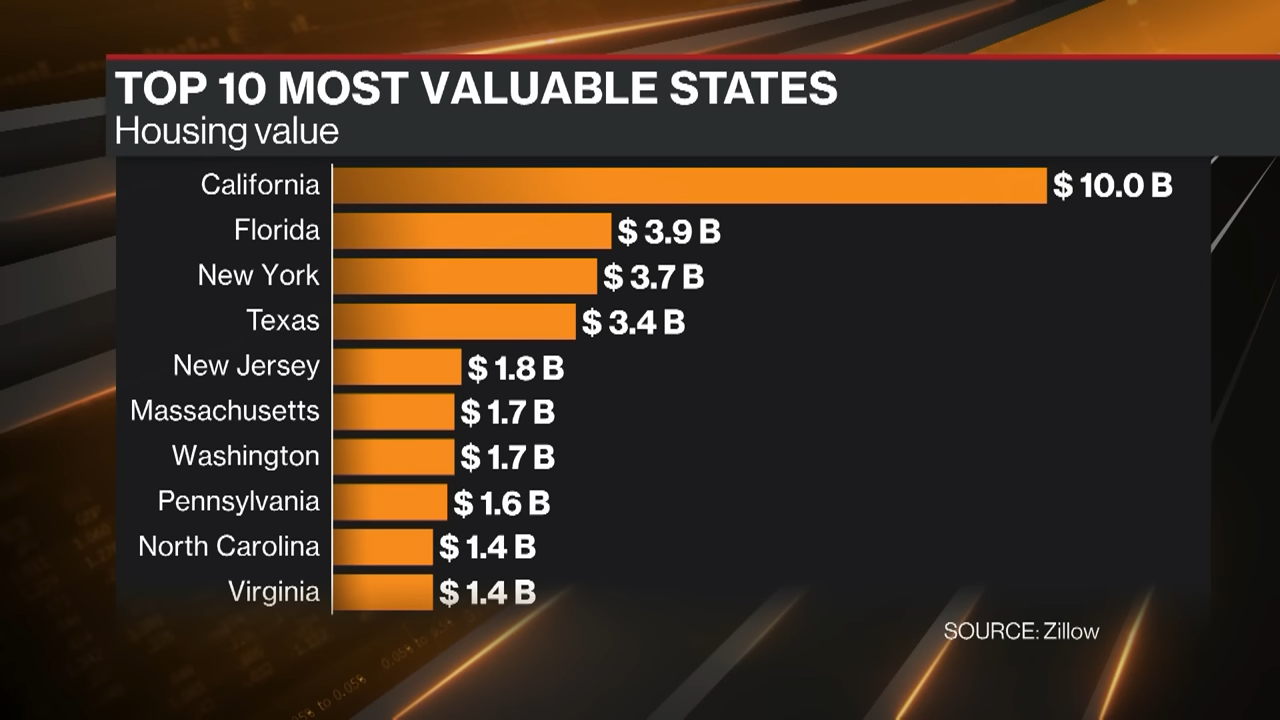 TOP 10 MOST VALUABLE STATES
Housing value
California $ 10.0 B
Florida $ 3.9 B
New York $ 3.7 B
Texas $ 3.4 B
New Jersey $ 1.8 B
Massachusetts $ 1.7 B
Washington $ 1.7 B
Pennsylvania $ 1.6 B
North Carolina $ 1.4 B
Virginia $ 1.4 B
SOURCE: Zillow